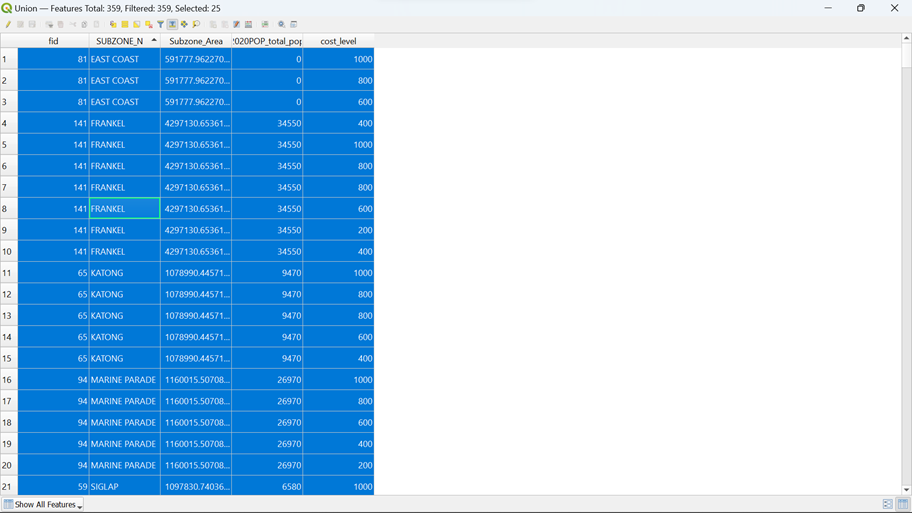 Union — Features Total: 359, Filtered: 359, Selected: 25
fid SUBZONE_N Subzone_Area 2020POP_total_pop cost_level
1 81 EAST COAST 591777.962270... 0 1000
2 81 EAST COAST 591777.962270... 0 800
3 81 EAST COAST 591777.962270... 0 600
4 141 FRANKEL 4297130.65361... 34550 400
5 141 FRANKEL 4297130.65361... 34550 1000
6 141 FRANKEL 4297130.65361... 34550 800
7 141 FRANKEL 4297130.65361... 34550 800
8 141 FRANKEL 4297130.65361... 34550 600
9 141 FRANKEL 4297130.65361... 34550 200
10 141 FRANKEL 4297130.65361... 34550 400
11 65 KATONG 1078990.44571... 9470 1000
12 65 KATONG 1078990.44571... 9470 800
13 65 KATONG 1078990.44571... 9470 800
14 65 KATONG 1078990.44571... 9470 600
15 65 KATONG 1078990.44571... 9470 400
16 94 MARINE PARADE 1160015.50708... 26970 1000
17 94 MARINE PARADE 1160015.50708... 26970 800
18 94 MARINE PARADE 1160015.50708... 26970 600
19 94 MARINE PARADE 1160015.50708... 26970 400
20 94 MARINE PARADE 1160015.50708... 26970 200
21 59 SIGLAP 1097830.74036... 6580 1000
Show All Features